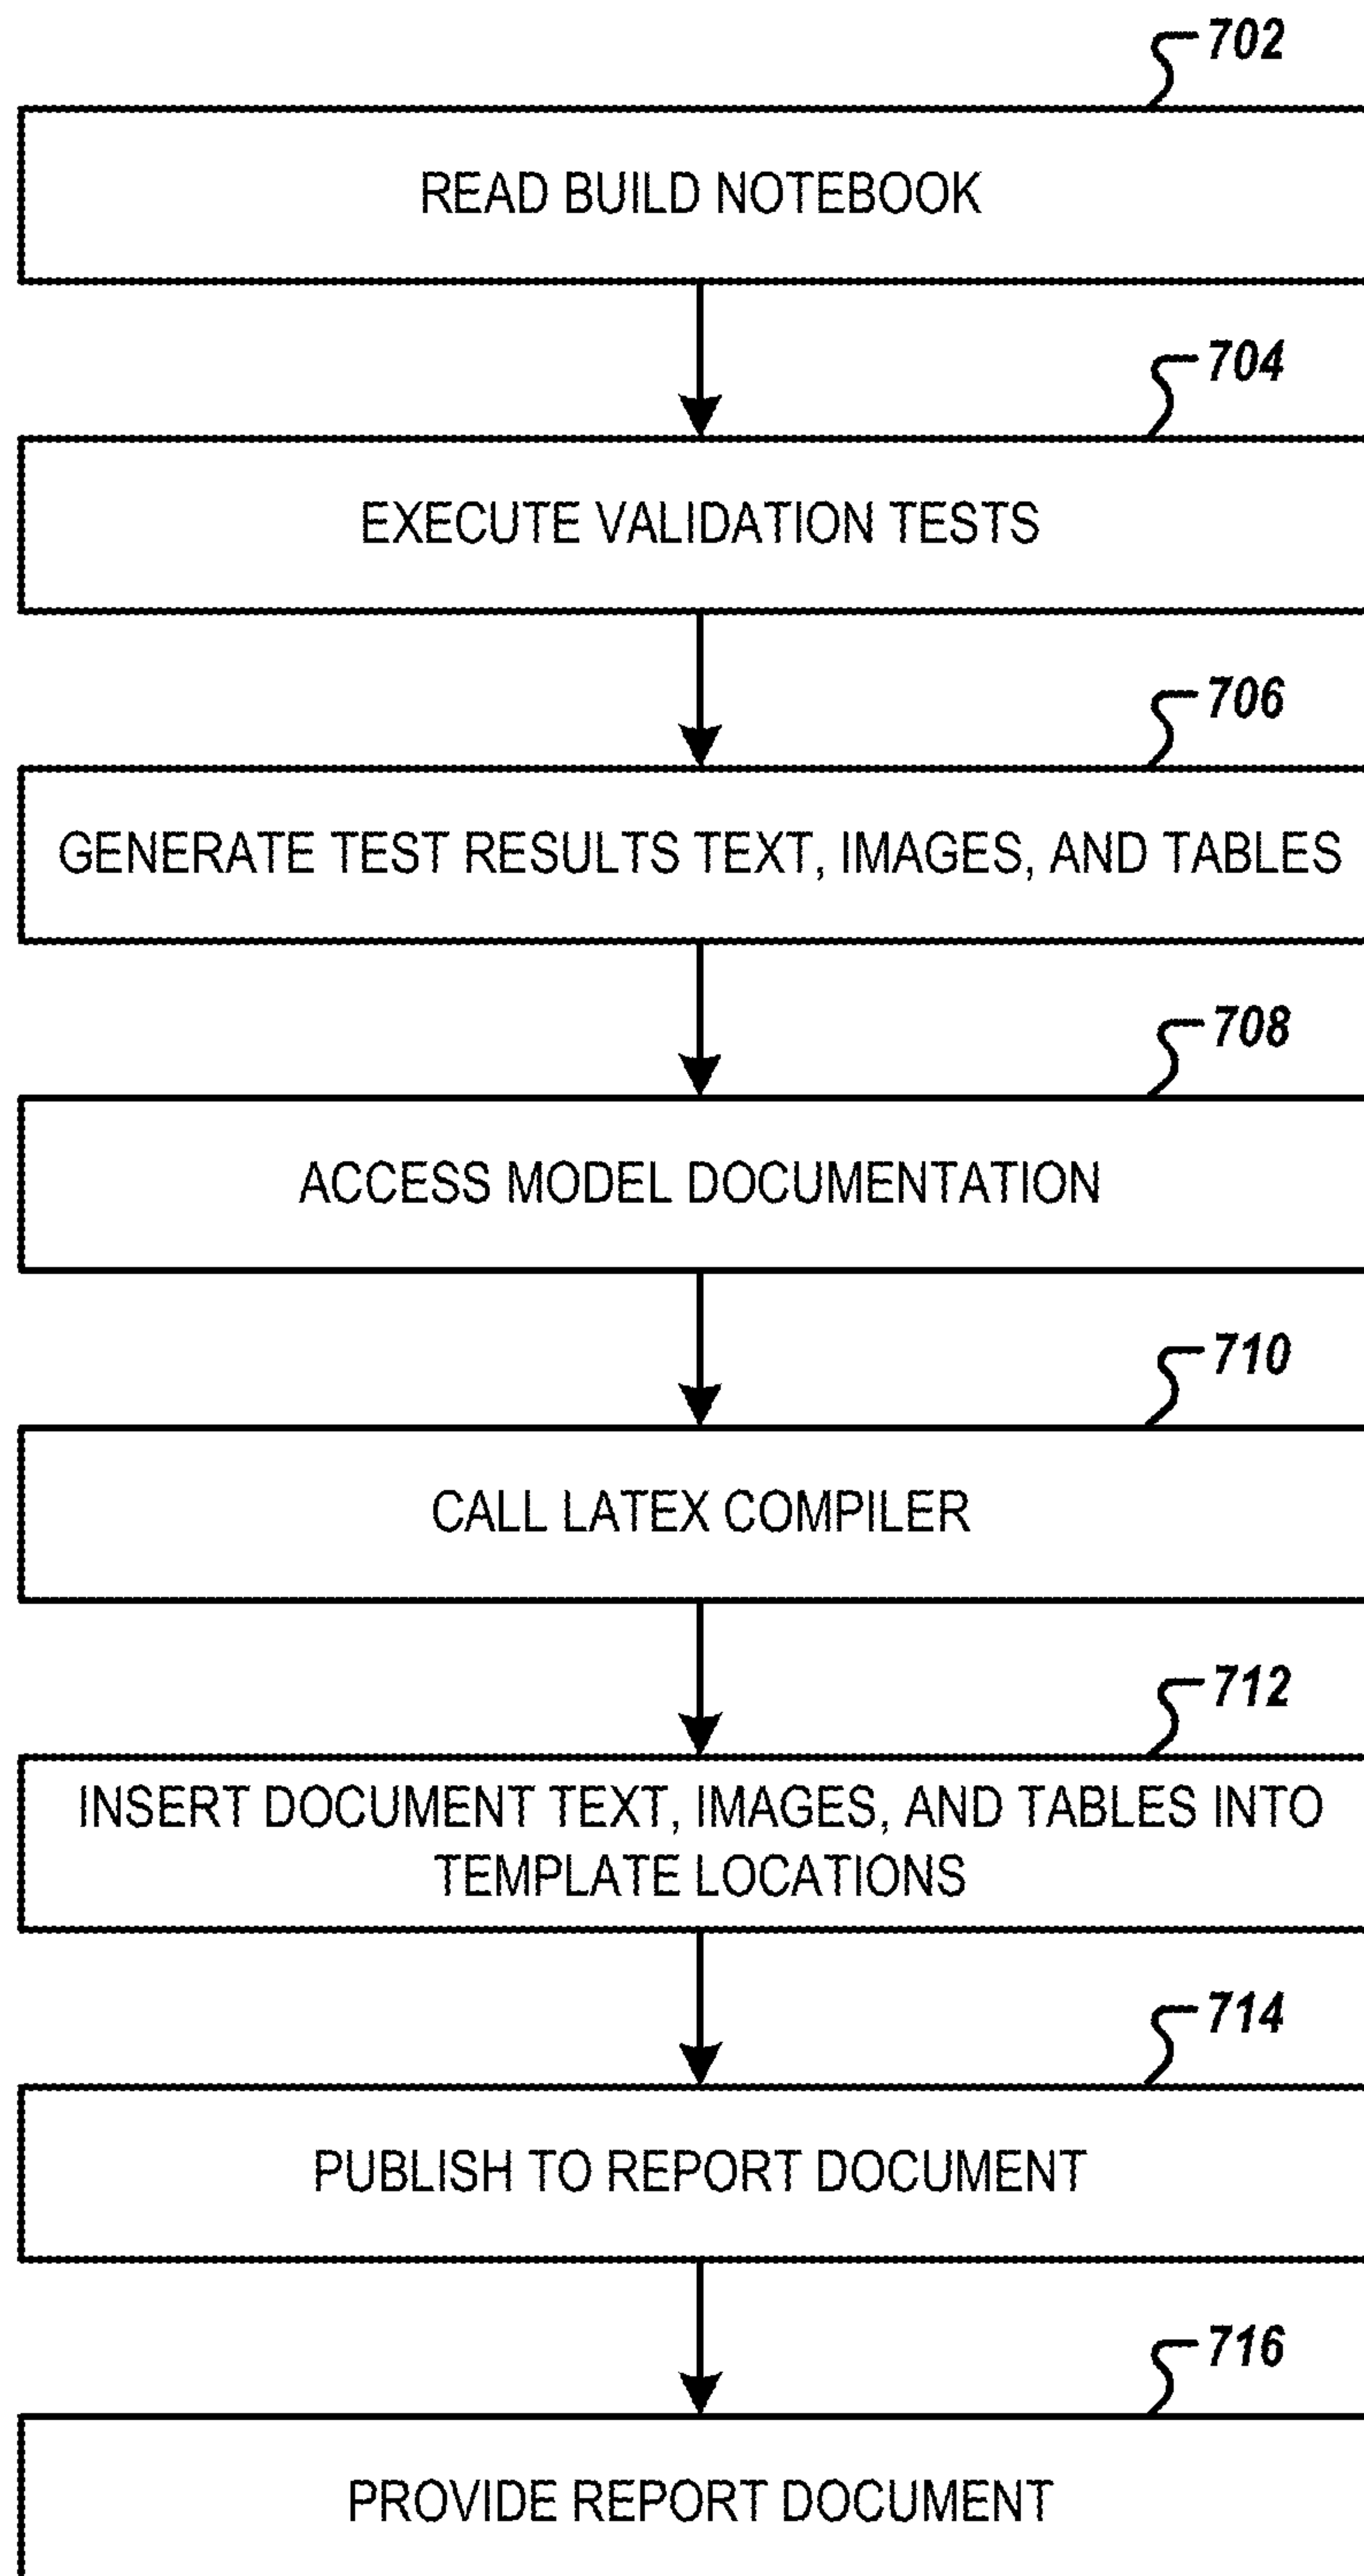 702
READ BUILD NOTEBOOK
704
EXECUTE VALIDATION TESTS
706
GENERATE TEST RESULTS TEXT, IMAGES, AND TABLES
708
ACCESS MODEL DOCUMENTATION
710
CALL LATEX COMPILER
712
INSERT DOCUMENT TEXT, IMAGES, AND TABLES INTO
TEMPLATE LOCATIONS
714
PUBLISH TO REPORT DOCUMENT
716
PROVIDE REPORT DOCUMENT